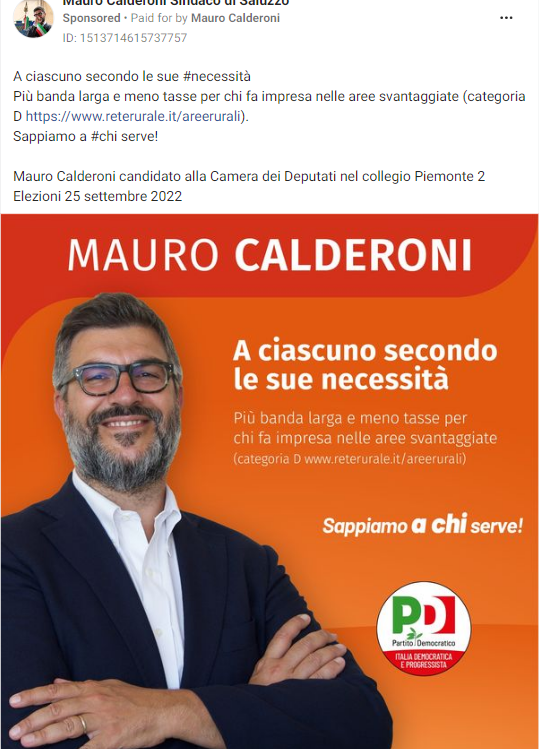 Mauro Calderoni Sindaco di Saluzzo
Sponsored • Paid for by Mauro Calderoni
ID: 1513714615737757
A ciascuno secondo le sue #necessità
Più banda larga e meno tasse per chi fa impresa nelle aree svantaggiate (categoria
D https://www.reterurale.it/areerurali).
Sappiamo a #chi serve!
Mauro Calderoni candidato alla Camera dei Deputati nel collegio Piemonte 2
Elezioni 25 settembre 2022
MAURO CALDERONI
A ciascuno secondo
le sue necessità
Più banda larga e meno tasse per
chi fa impresa nelle aree svantaggiate
(categoria D www.reterurale.it/areerurali)
Sappiamo a chi serve!
PD
Partito Democratico
ITALIA DEMOCRATICA
E PROGRESSISTA